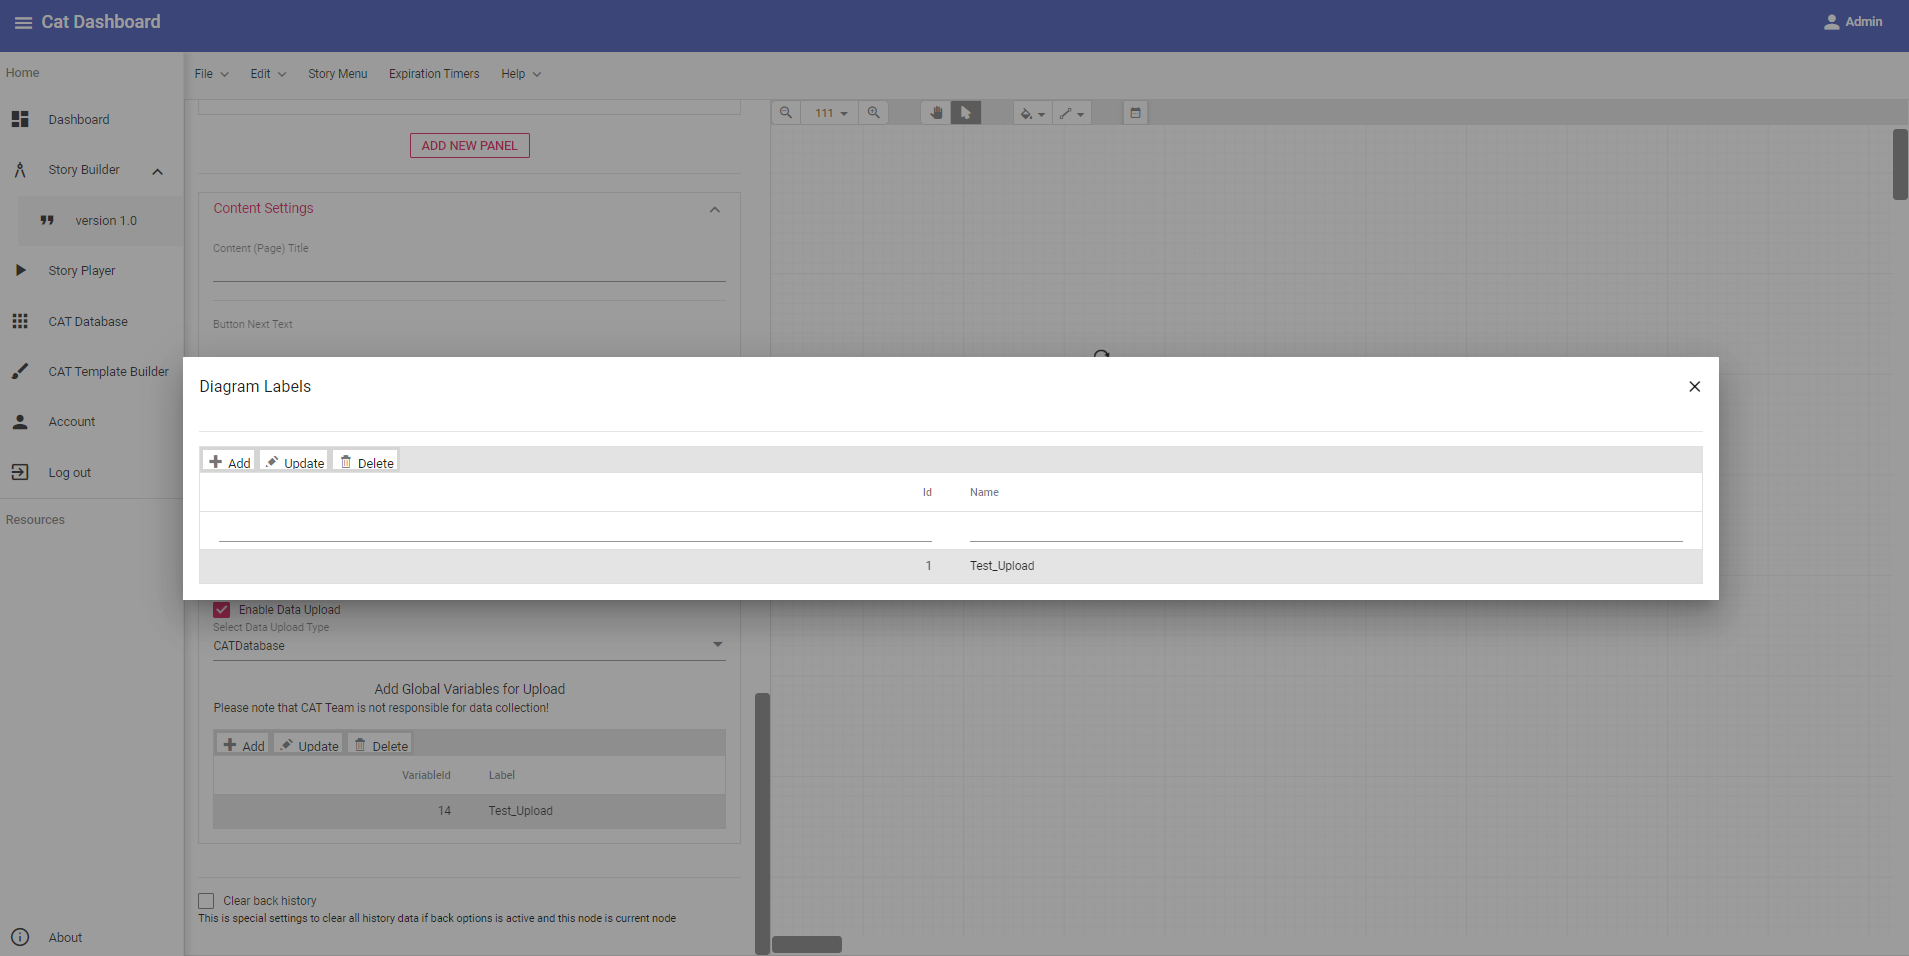 Cat Dashboard
Admin
Home
Dashboard
Story Builder
version 1.0
Story Player
CAT Database
CAT Template Builder
Account
Log out
Resources
About
File Edit Story Menu Expiration Timers Help
111
ADD NEW PANEL
Content Settings
Content (Page) Title
Button Next Text
Diagram Labels
Add Update Delete
Id Name
1 Test_Upload
Enable Data Upload
Select Data Upload Type
CATDatabase
Add Global Variables for Upload
Please note that CAT Team is not responsible for data collection!
Add Update Delete
VariableId Label
14 Test_Upload
Clear back history
This is special settings to clear all history data if back options is active and this node is current node